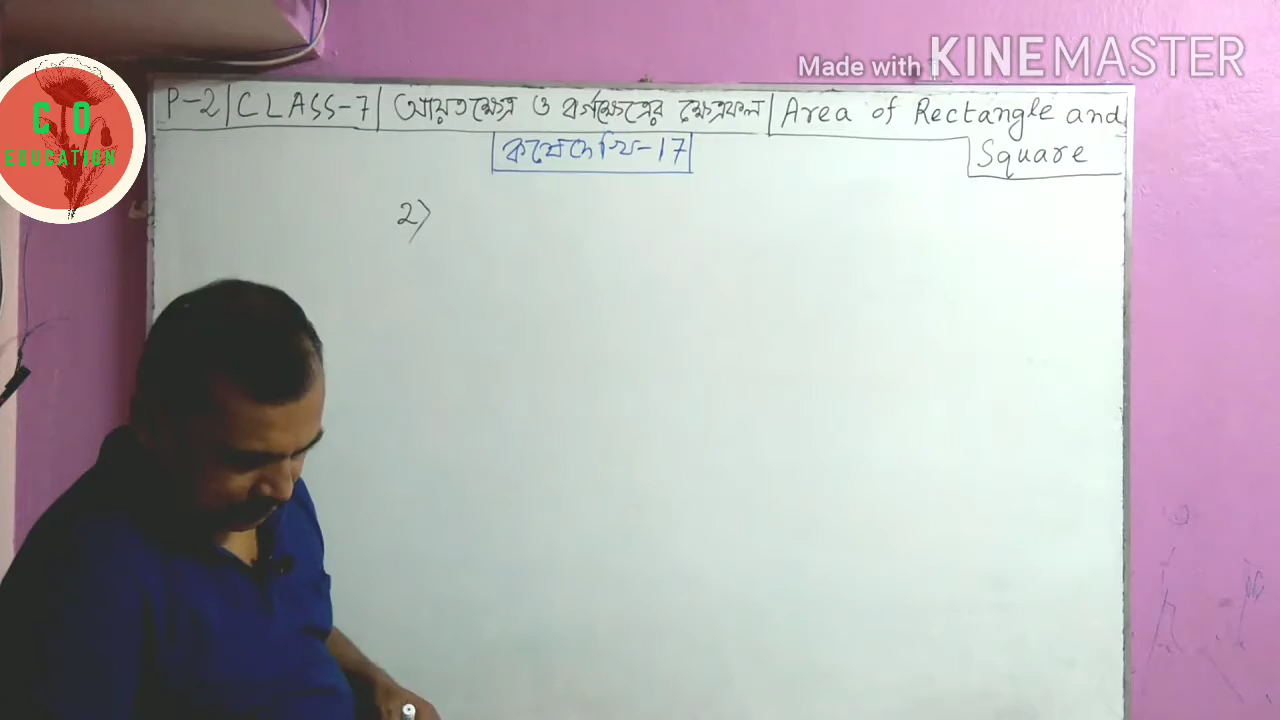 Made with KINEMASTER
CO
EDUCATION
P-2 | CLASS-7 | আয়তক্ষেত্র ও বর্গক্ষেত্রের ক্ষেত্রফল | Area of Rectangle and
Square
কষেদেখি-17
2)